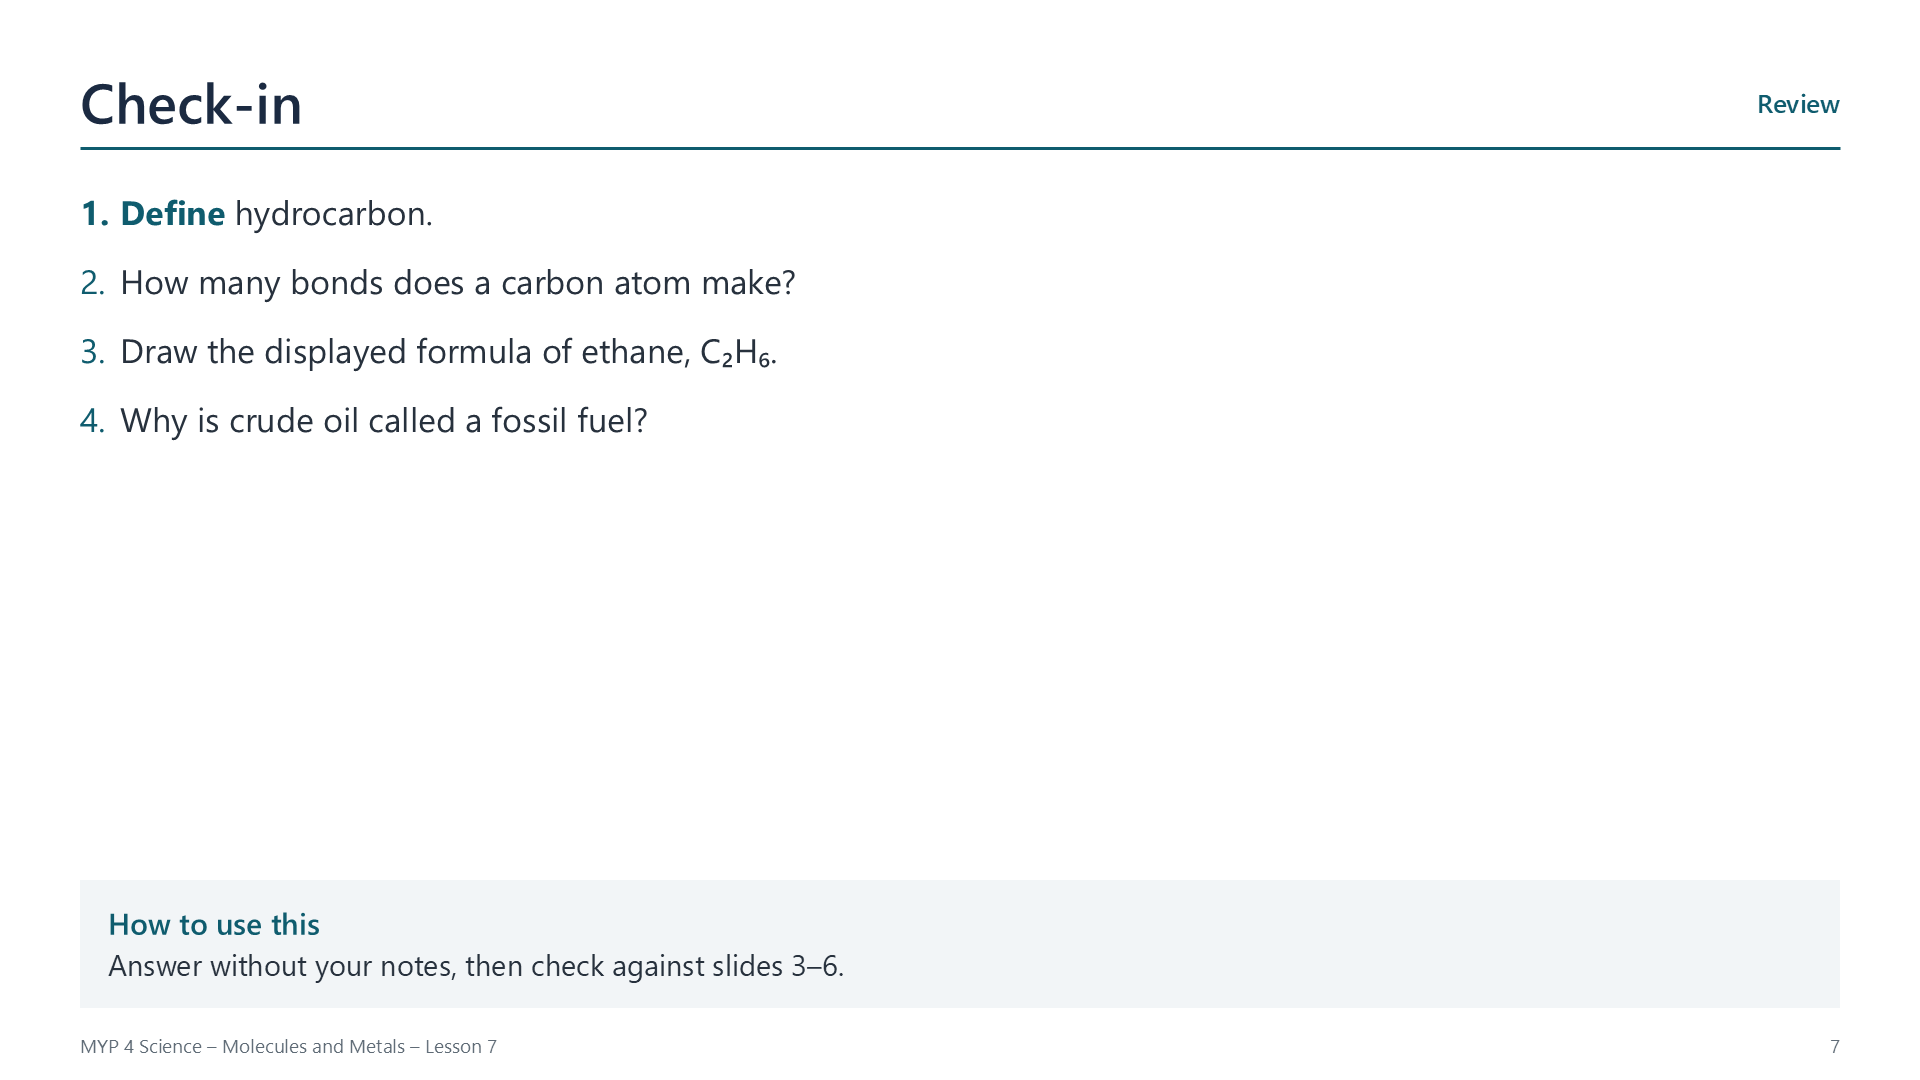 Check-in
Review
1. Define hydrocarbon.
2. How many bonds does a carbon atom make?
3. Draw the displayed formula of ethane, C₂H₆.
4. Why is crude oil called a fossil fuel?
How to use this
Answer without your notes, then check against slides 3–6.
MYP 4 Science – Molecules and Metals – Lesson 7
7